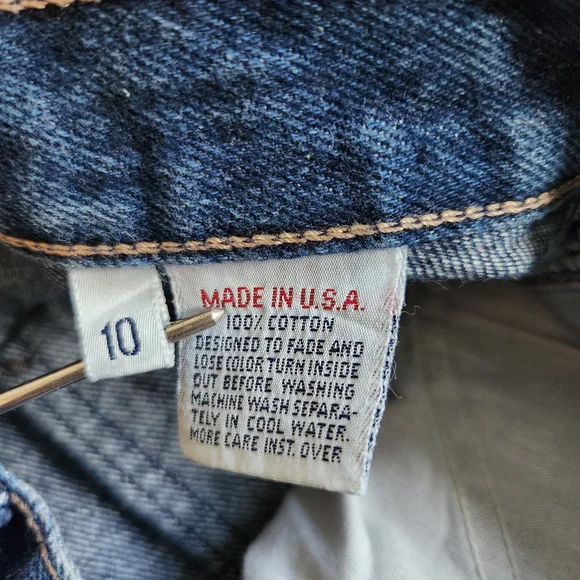 10
MADE IN U.S.A.
100% COTTON
DESIGNED TO FADE AND
LOSE COLOR TURN INSIDE
OUT BEFORE WASHING
MACHINE WASH SEPARA-
TELY IN COOL WATER.
MORE CARE INST. OVER